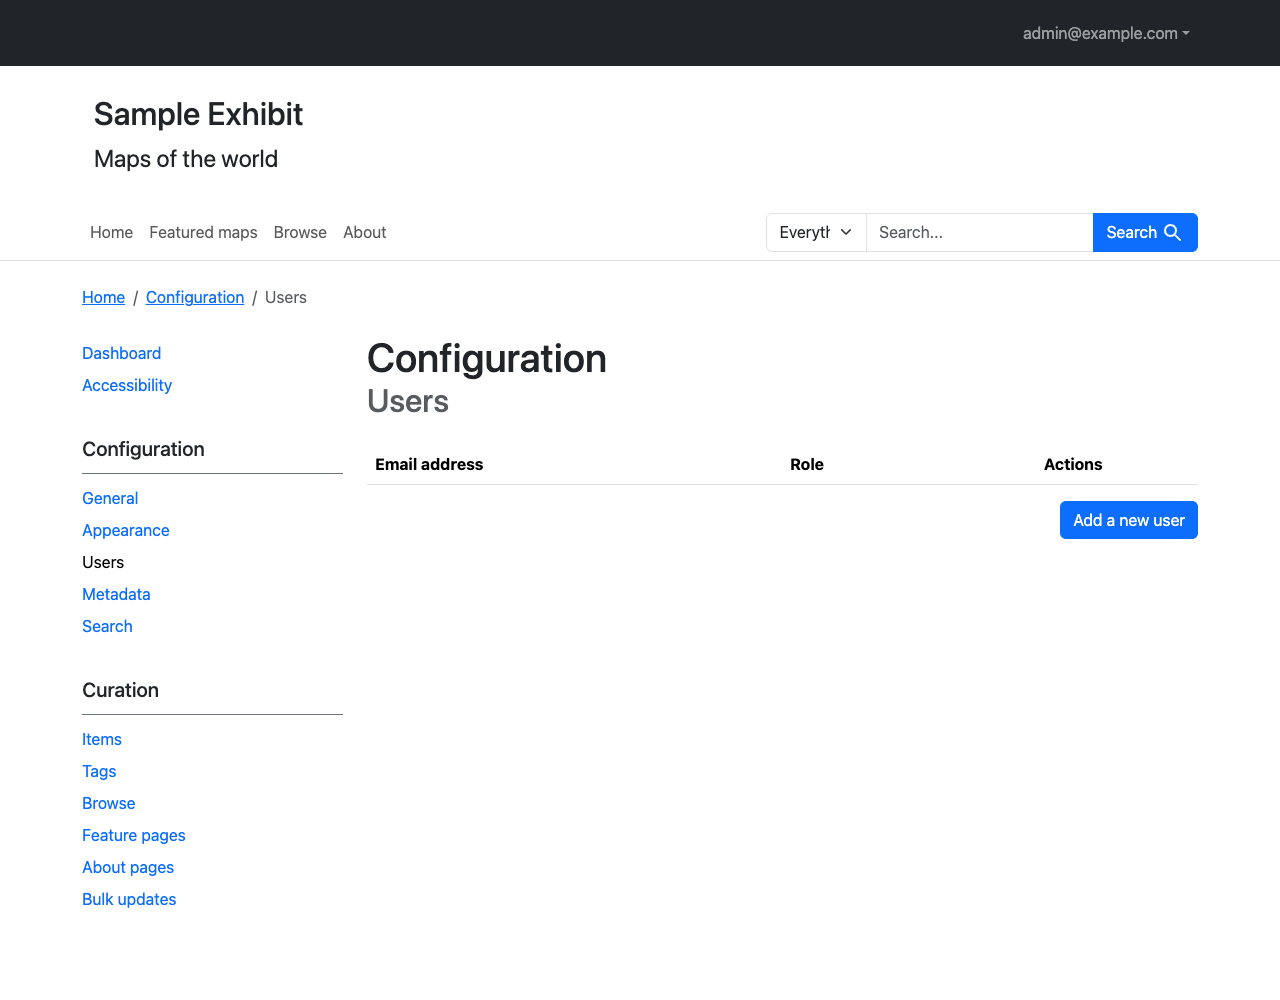 admin@example.com
Sample Exhibit
Maps of the world
Home Featured maps Browse About
Everyth Search... Search
Home / Configuration / Users
Dashboard
Accessibility
Configuration
General
Appearance
Users
Metadata
Search
Curation
Items
Tags
Browse
Feature pages
About pages
Bulk updates
Configuration
Users
Email address Role Actions
Add a new user